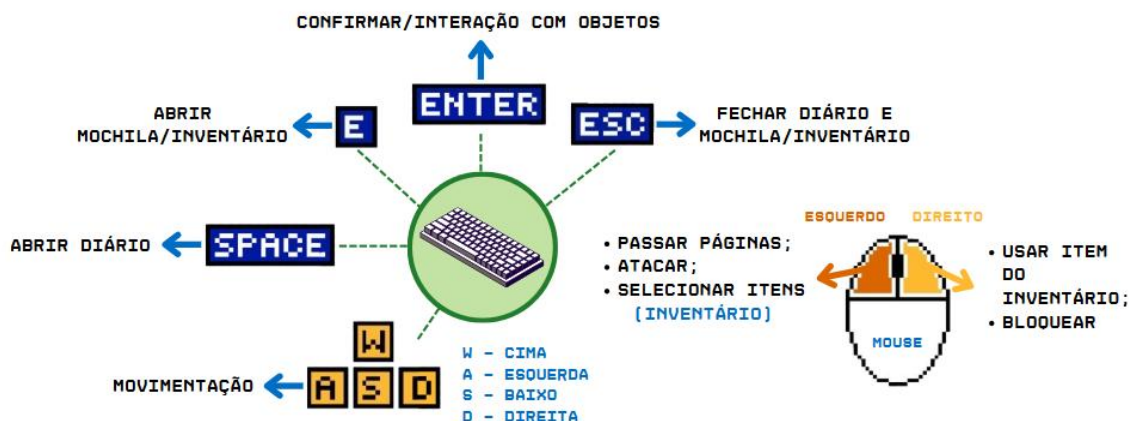 CONFIRMAR/INTERAÇÃO COM OBJETOS
ENTER
ABRIR
MOCHILA/INVENTÁRIO
E
ESC
FECHAR DIÁRIO E
MOCHILA/INVENTÁRIO
ABRIR DIÁRIO
SPACE
MOVIMENTAÇÃO
W
A S D
W - CIMA
A - ESQUERDA
S - BAIXO
D - DIREITA
ESQUERDO DIREITO
• PASSAR PÁGINAS;
• ATACAR;
• SELECIONAR ITENS
(INVENTÁRIO)
MOUSE
• USAR ITEM
DO
INVENTÁRIO;
• BLOQUEAR